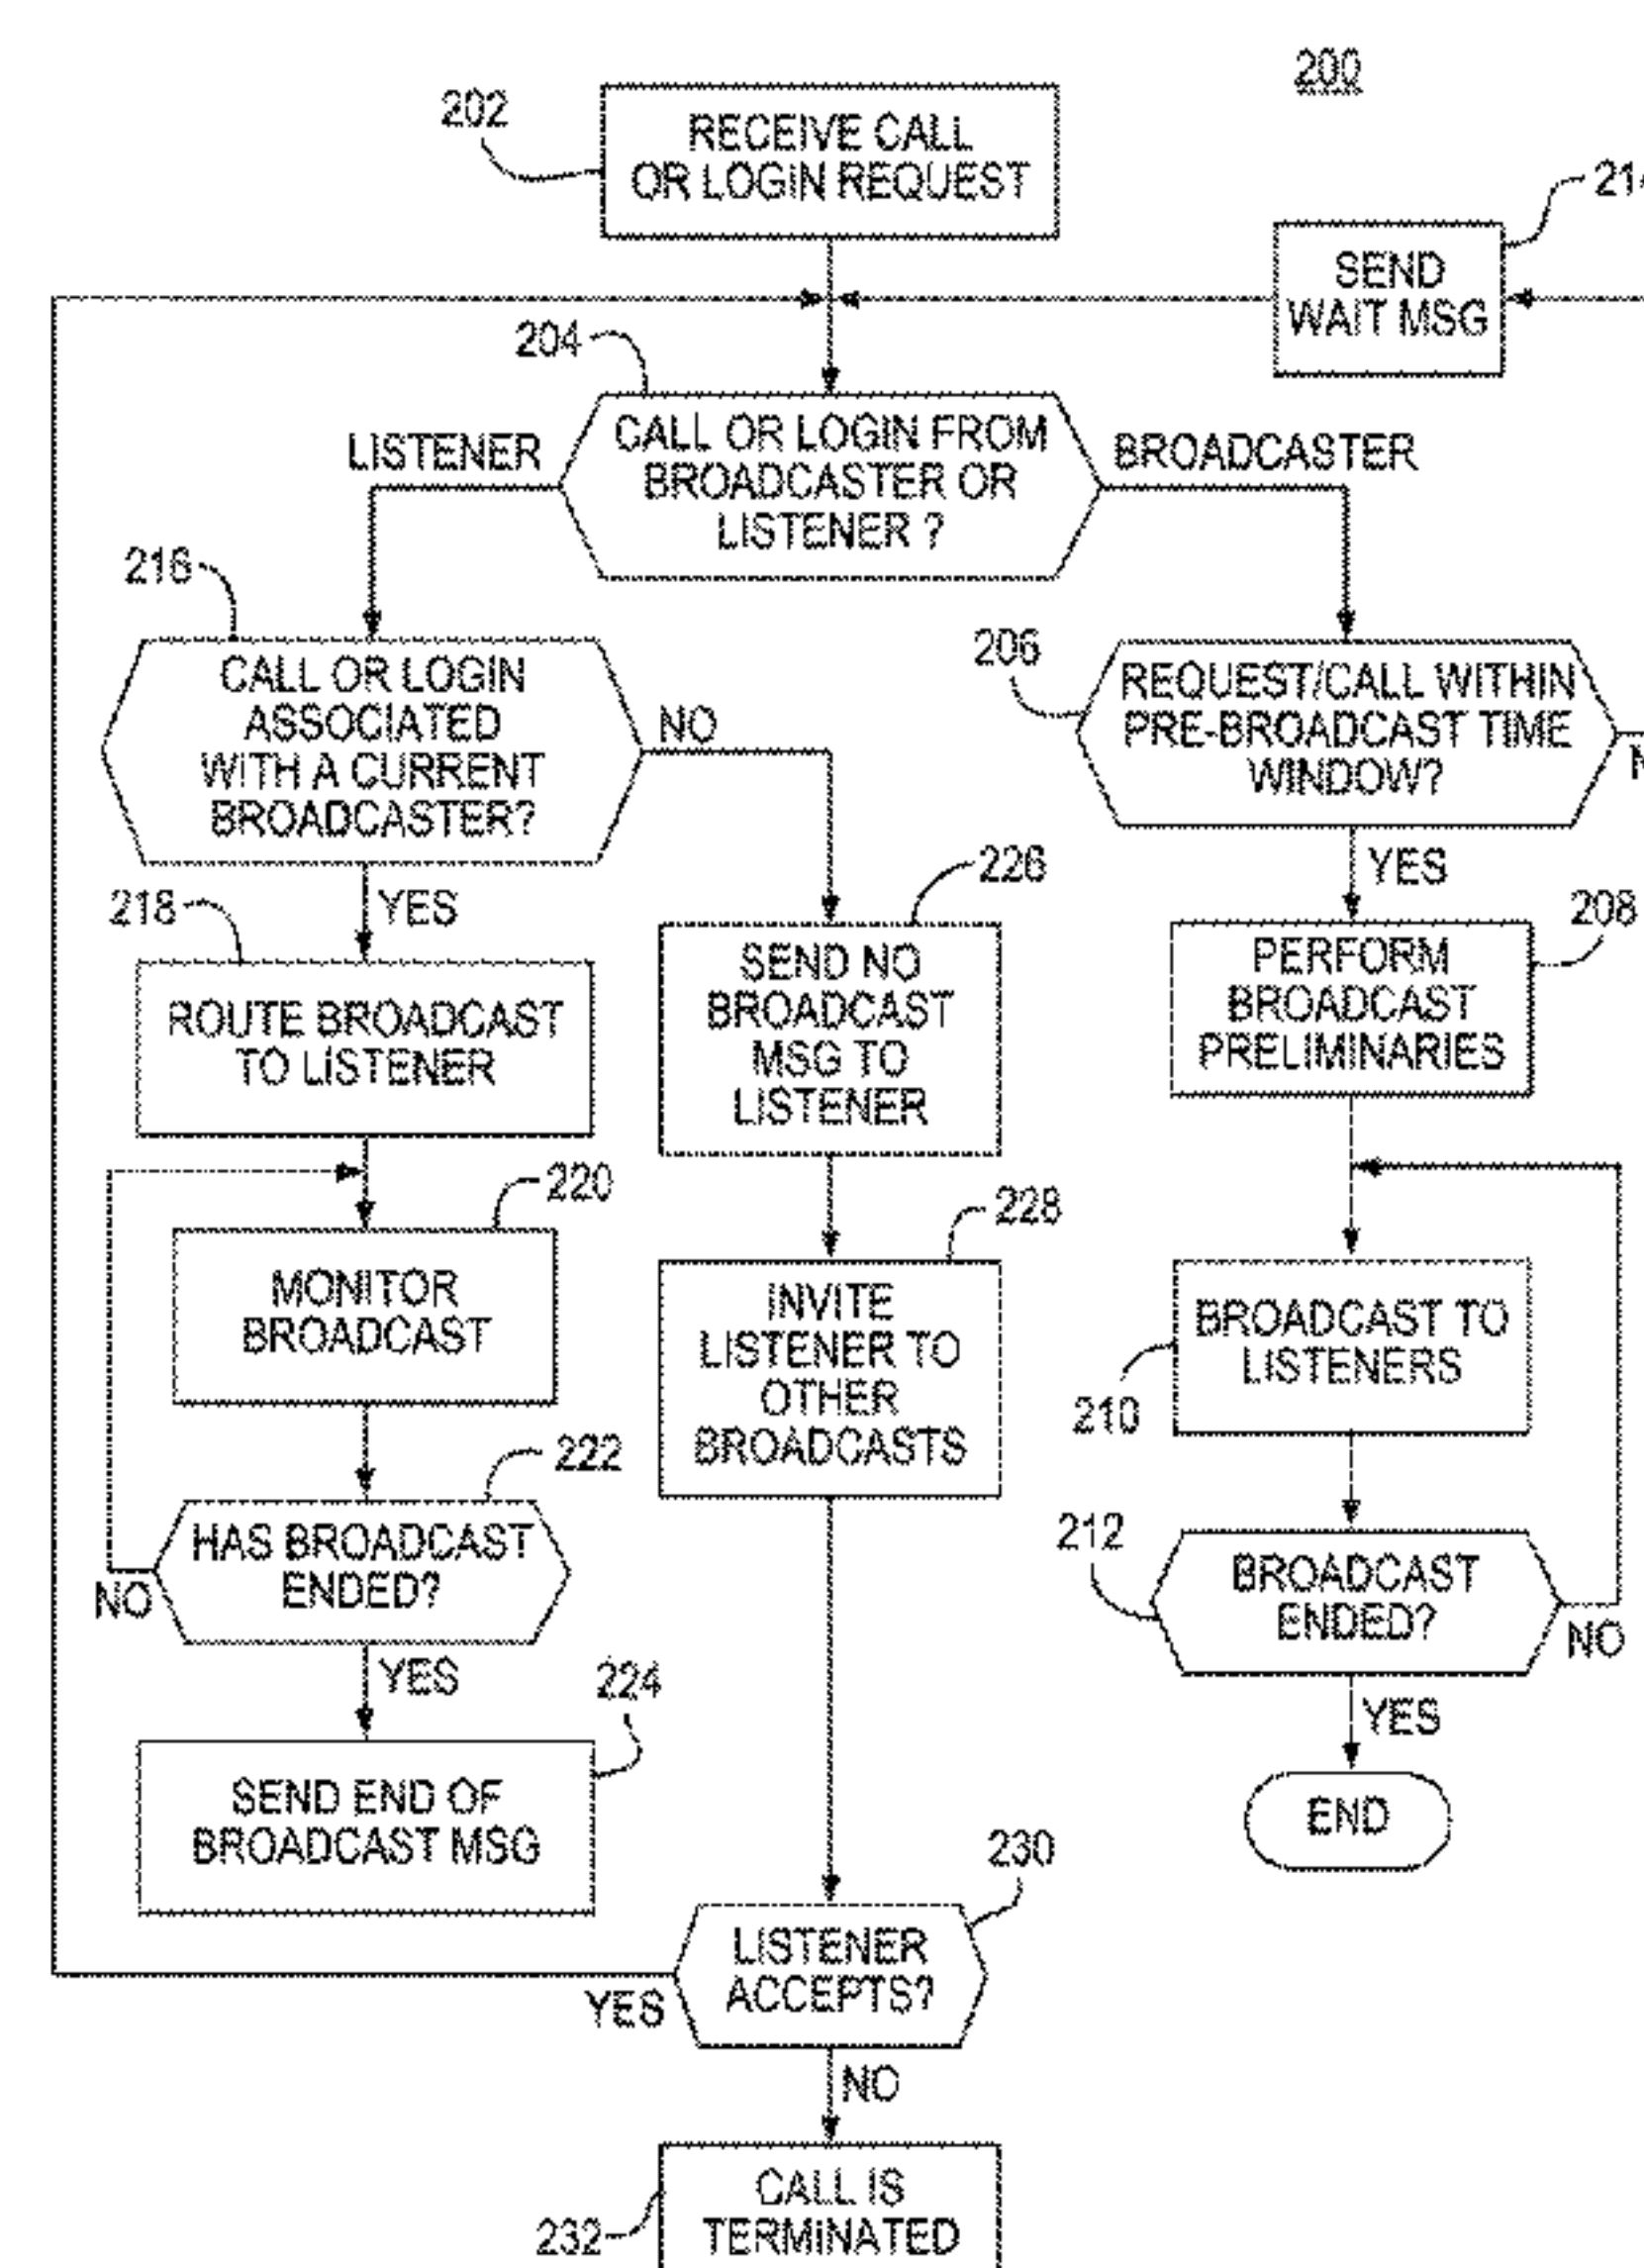 200
202
RECEIVE CALL
OR LOGIN REQUEST
SEND
WAIT MSG
204
CALL OR LOGIN FROM
BROADCASTER OR
LISTENER ?
LISTENER
BROADCASTER
216
CALL OR LOGIN
ASSOCIATED
WITH A CURRENT
BROADCASTER?
NO
YES
206
REQUEST/CALL WITHIN
PRE-BROADCAST TIME
WINDOW?
YES
218
ROUTE BROADCAST
TO LISTENER
226
SEND NO
BROADCAST
MSG TO
LISTENER
208
PERFORM
BROADCAST
PRELIMINARIES
220
MONITOR
BROADCAST
228
INVITE
LISTENER TO
OTHER
BROADCASTS
210
BROADCAST TO
LISTENERS
222
HAS BROADCAST
ENDED?
NO
YES
212
BROADCAST
ENDED?
NO
YES
END
224
SEND END OF
BROADCAST MSG
230
LISTENER
ACCEPTS?
YES
NO
232
CALL IS
TERMINATED